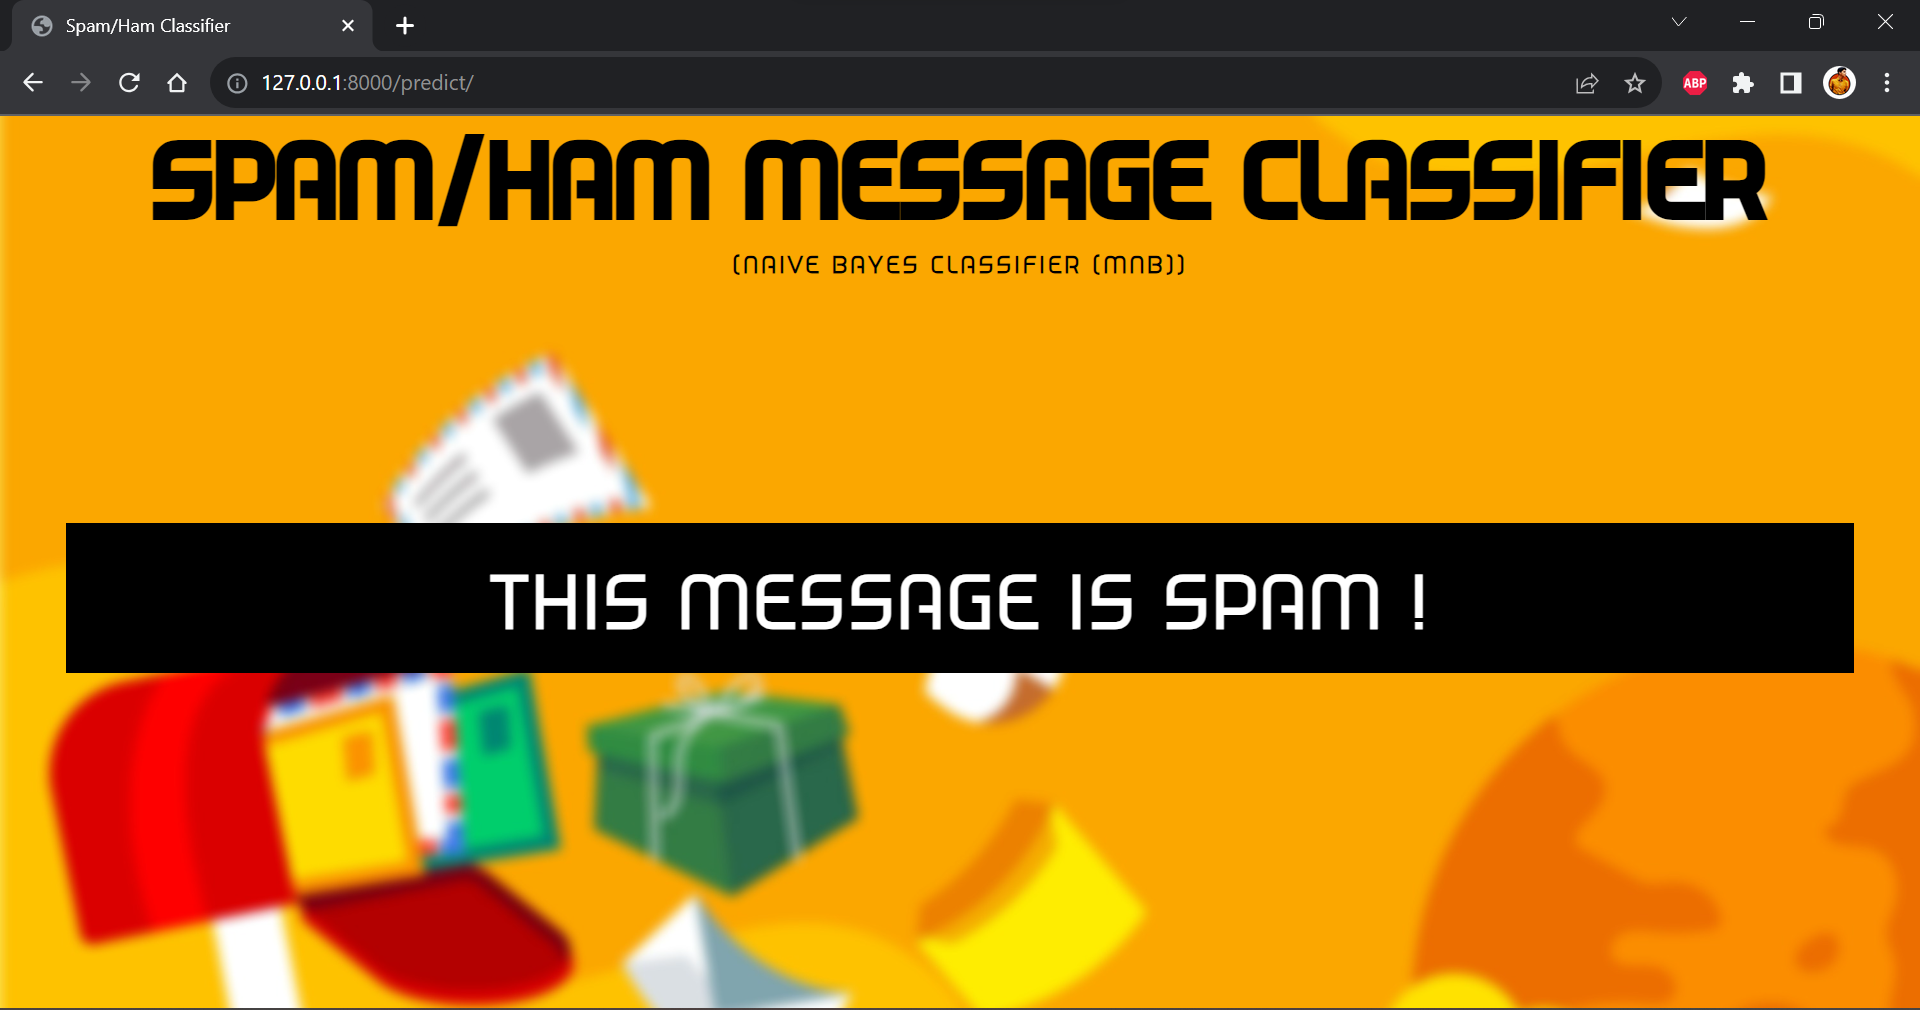 Spam/Ham Classifier
127.0.0.1:8000/predict/
ABP
SPAM/HAM MESSAGE CLASSIFIER
(NAIVE BAYES CLASSIFIER (MNB))
THIS MESSAGE IS SPAM !